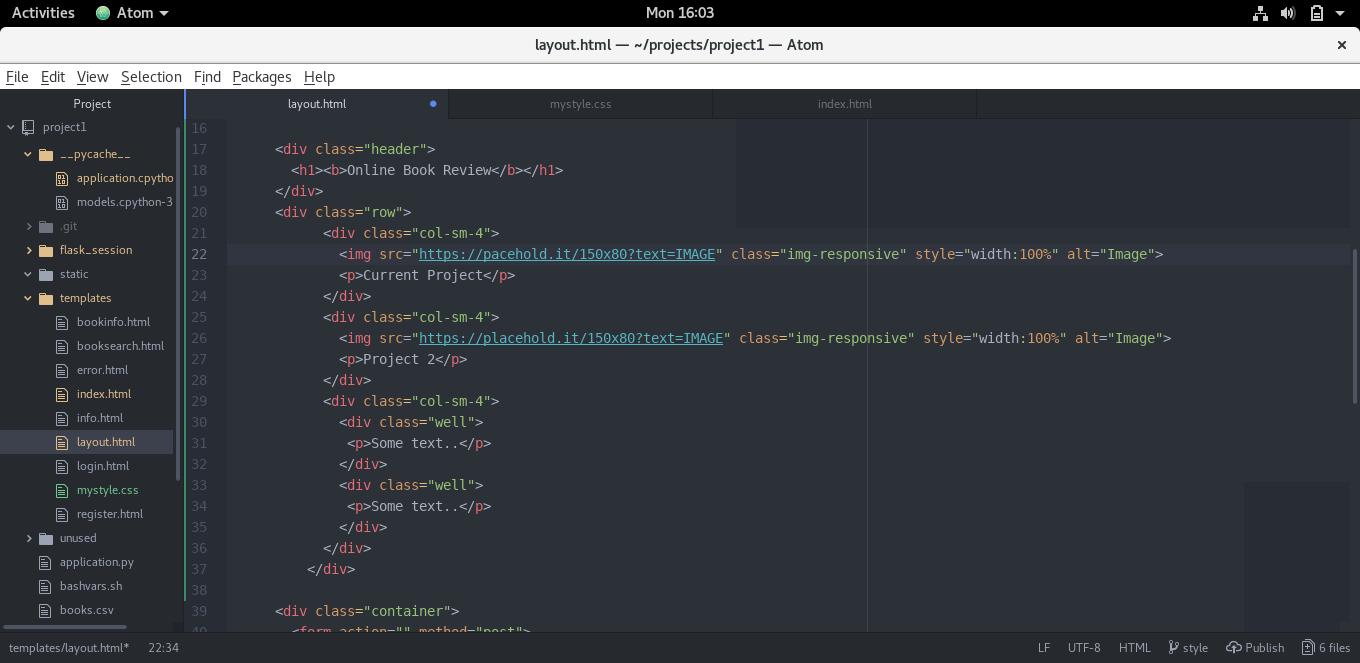 Activities Atom Mon 16:03
layout.html — ~/projects/project1 — Atom ×
File Edit View Selection Find Packages Help
Project
project1
__pycache__
application.cpytho
models.cpython-3
.git
flask_session
static
templates
bookinfo.html
booksearch.html
error.html
index.html
info.html
layout.html
login.html
mystyle.css
register.html
unused
application.py
bashvars.sh
books.csv
layout.html mystyle.css index.html
16
17 <div class="header">
18 <h1><b>Online Book Review</b></h1>
19 </div>
20 <div class="row">
21 <div class="col-sm-4">
22 <img src="https://pacehold.it/150x80?text=IMAGE" class="img-responsive" style="width:100%" alt="Image">
23 <p>Current Project</p>
24 </div>
25 <div class="col-sm-4">
26 <img src="https://placehold.it/150x80?text=IMAGE" class="img-responsive" style="width:100%" alt="Image">
27 <p>Project 2</p>
28 </div>
29 <div class="col-sm-4">
30 <div class="well">
31 <p>Some text..</p>
32 </div>
33 <div class="well">
34 <p>Some text..</p>
35 </div>
36 </div>
37 </div>
38
39 <div class="container">
40 <form action="" method="post">
templates/layout.html* 22:34 LF UTF-8 HTML style Publish 6 files